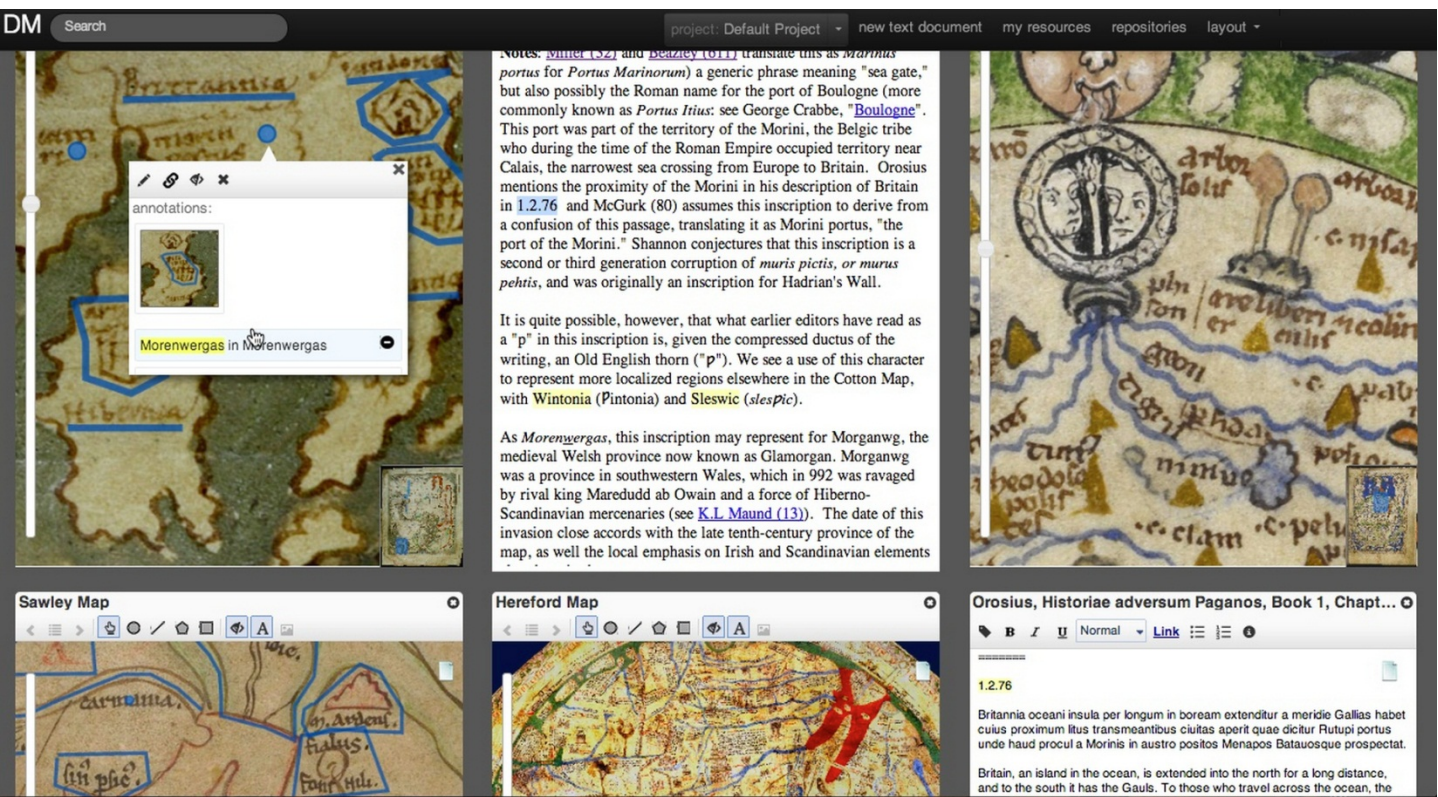 DM
Search
project: Default Project
new text document
my resources
repositories
layout
Hibernia
annotations:
Morenwergas in Morenwergas
Notes: Miller (32) and Beazley (611) translate this as Marinus
portus for Portus Marinorum) a generic phrase meaning "sea gate,"
but also possibly the Roman name for the port of Boulogne (more
commonly known as Portus Itius: see George Crabbe, "Boulogne".
This port was part of the territory of the Morini, the Belgic tribe
who during the time of the Roman Empire occupied territory near
Calais, the narrowest sea crossing from Europe to Britain. Orosius
mentions the proximity of the Morini in his description of Britain
in 1.2.76 and McGurk (80) assumes this inscription to derive from
a confusion of this passage, translating it as Morini portus, "the
port of the Morini." Shannon conjectures that this inscription is a
second or third generation corruption of muris pictis, or murus
pehtis, and was originally an inscription for Hadrian's Wall.
It is quite possible, however, that what earlier editors have read as
a "p" in this inscription is, given the compressed ductus of the
writing, an Old English thorn ("ƿ"). We see a use of this character
to represent more localized regions elsewhere in the Cotton Map,
with Wintonia (Ƿintonia) and Sleswic (slesƿic).
As Morenwergas, this inscription may represent for Morganwg, the
medieval Welsh province now known as Glamorgan. Morganwg
was a province in southwestern Wales, which in 992 was ravaged
by rival king Maredudd ab Owain and a force of Hiberno-
Scandinavian mercenaries (see K.L Maund (13)). The date of this
invasion close accords with the late tenth-century province of the
map, as well the local emphasis on Irish and Scandinavian elements
arbor
solis
Sawley Map
A
carmania.
m. Ardens.
Hereford Map
A
Orosius, Historiae adversum Paganos, Book 1, Chapt...
B I U Normal Link
=======
1.2.76
Britannia oceani insula per longum in boream extenditur a meridie Gallias habet
cuius proximum litus transmeantibus ciuitas aperit quae dicitur Rutupi portus
unde haud procul a Morinis in austro positos Menapos Batauosque prospectat.
Britain, an island in the ocean, is extended into the north for a long distance,
and to the south it has the Gauls. To those who travel across the ocean, the